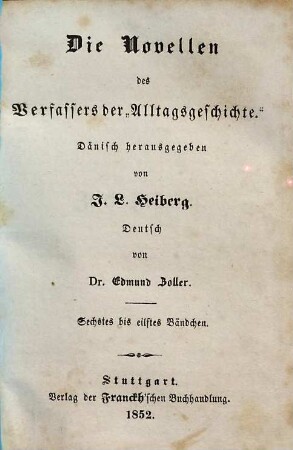 Die Novellen
des
Verfassers der „Alltagsgeschichte.“
Dänisch herausgegeben
von
J. L. Heiberg.
Deutsch
von
Dr. Edmund Zoller.
Sechstes bis eilftes Bändchen.
Stuttgart.
Verlag der Franckh'schen Buchhandlung.
1852.